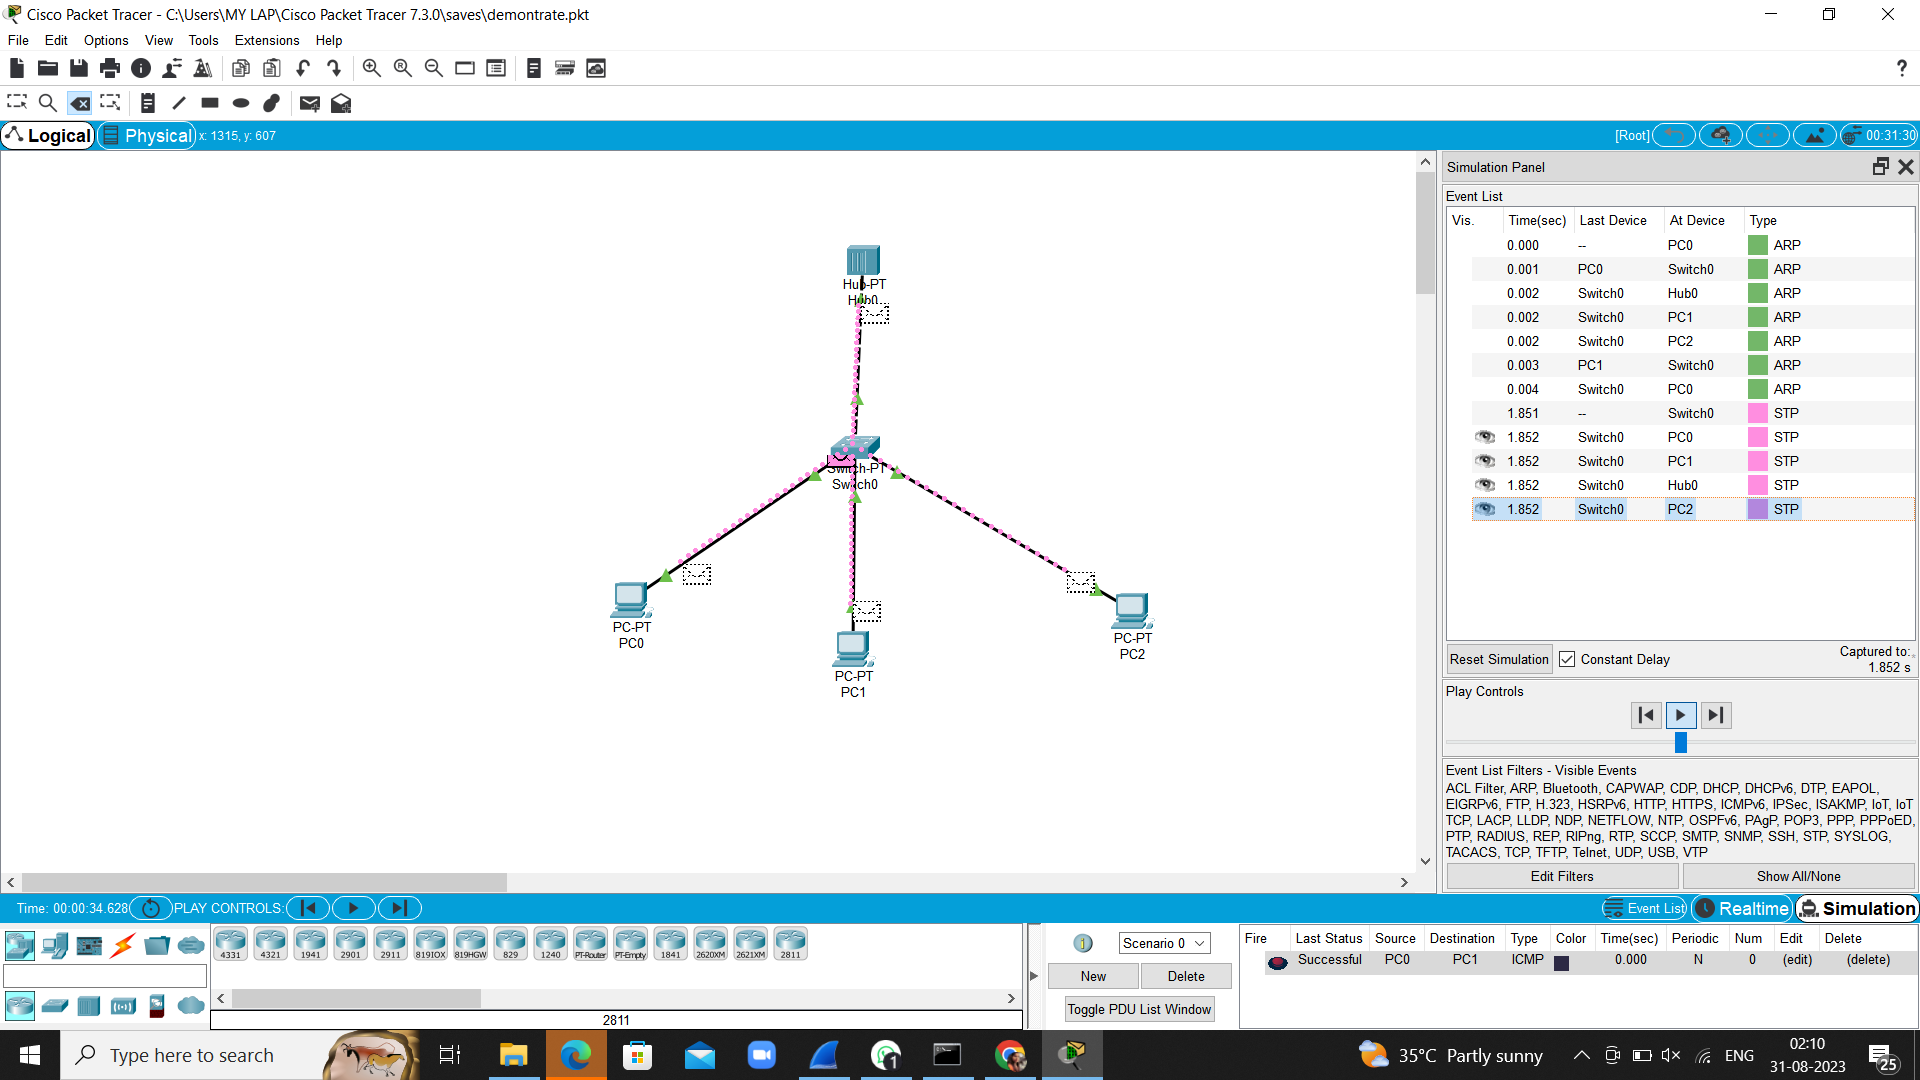 Cisco Packet Tracer - C:\Users\MY LAP\Cisco Packet Tracer 7.3.0\saves\demontrate.pkt
File Edit Options View Tools Extensions Help
?
Logical Physical x: 1315, y: 607
[Root] 00:31:30
Hub-PT
Hub0
Switch-PT
Switch0
PC-PT
PC0
PC-PT
PC1
PC-PT
PC2
Simulation Panel
Event List
Vis. Time(sec) Last Device At Device Type
0.000 -- PC0 ARP
0.001 PC0 Switch0 ARP
0.002 Switch0 Hub0 ARP
0.002 Switch0 PC1 ARP
0.002 Switch0 PC2 ARP
0.003 PC1 Switch0 ARP
0.004 Switch0 PC0 ARP
1.851 -- Switch0 STP
1.852 Switch0 PC0 STP
1.852 Switch0 PC1 STP
1.852 Switch0 Hub0 STP
1.852 Switch0 PC2 STP
Reset Simulation Constant Delay Captured to:
1.852 s
Play Controls
Event List Filters - Visible Events
ACL Filter, ARP, Bluetooth, CAPWAP, CDP, DHCP, DHCPv6, DTP, EAPOL,
EIGRPv6, FTP, H.323, HSRPv6, HTTP, HTTPS, ICMPv6, IPSec, ISAKMP, IoT, IoT
TCP, LACP, LLDP, NDP, NETFLOW, NTP, OSPFv6, PAgP, POP3, PPP, PPPoED,
PTP, RADIUS, REP, RIPng, RTP, SCCP, SMTP, SNMP, SSH, STP, SYSLOG,
TACACS, TCP, TFTP, Telnet, UDP, USB, VTP
Edit Filters Show All/None
Time: 00:00:34.628 PLAY CONTROLS:
Event List Realtime Simulation
4331 4321 1941 2901 2911 819IOX 819HGW 829 1240 PT-Router PT-Empty 1841 2620XM 2621XM 2811
2811
Scenario 0
New Delete
Toggle PDU List Window
Fire Last Status Source Destination Type Color Time(sec) Periodic Num Edit Delete
Successful PC0 PC1 ICMP 0.000 N 0 (edit) (delete)
Type here to search
1
35°C Partly sunny
ENG
02:10
31-08-2023
25